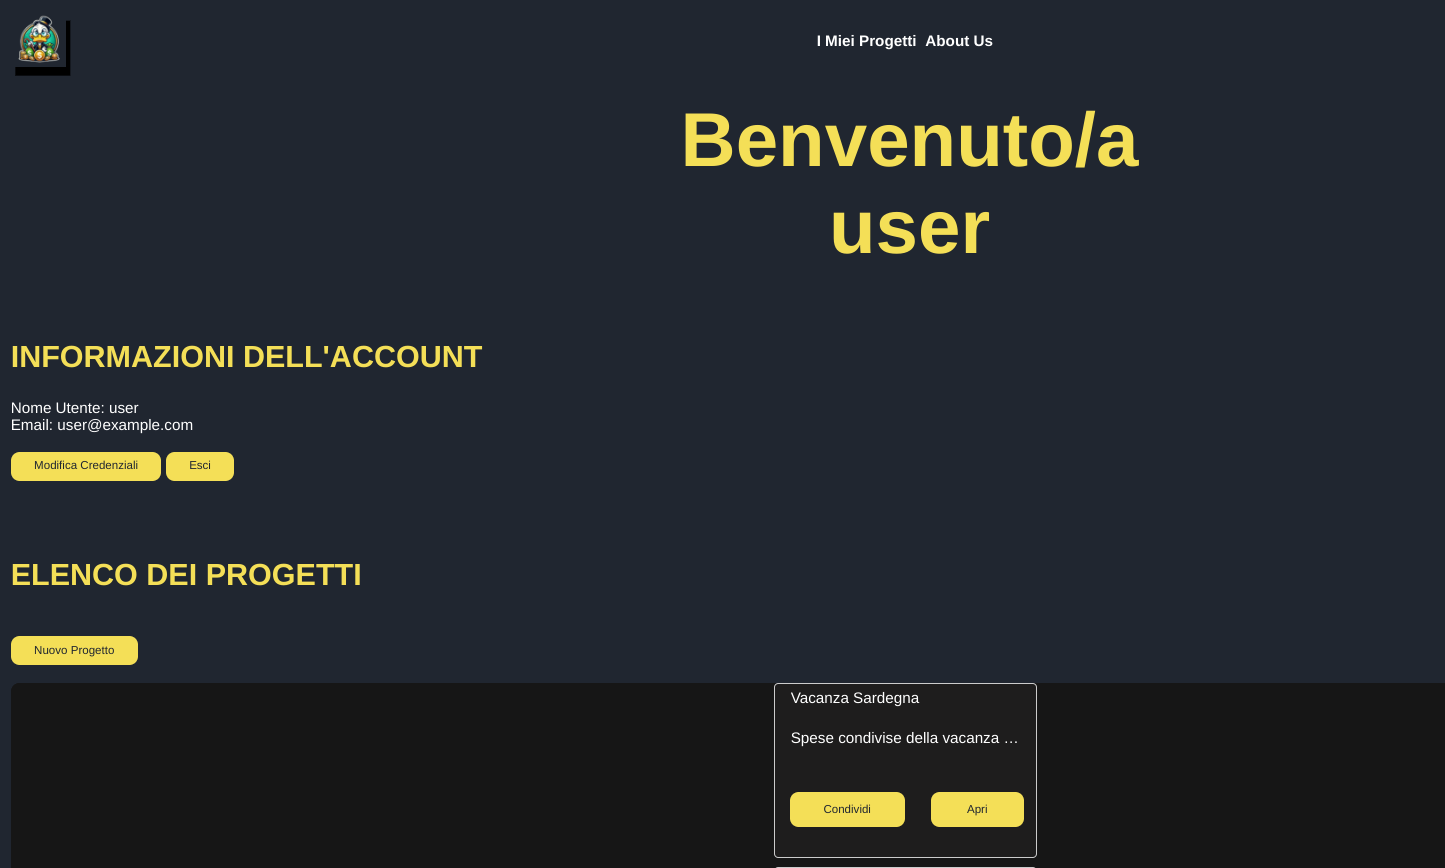 I Miei Progetti About Us
Benvenuto/a
user
INFORMAZIONI DELL'ACCOUNT
Nome Utente: user
Email: user@example.com
Modifica Credenziali Esci
ELENCO DEI PROGETTI
Nuovo Progetto
Vacanza Sardegna
Spese condivise della vacanza …
Condividi Apri